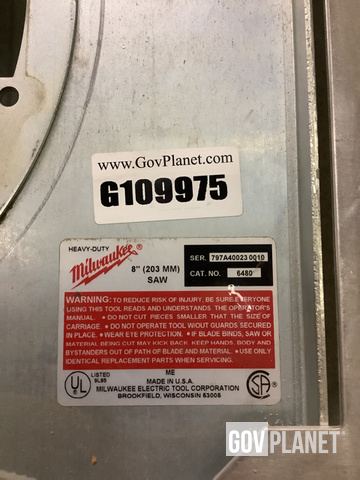 www.GovPlanet.com
G109975
HEAVY-DUTY
Milwaukee®
8" (203 MM)
SAW
SER. 797A40023 0010
CAT. NO. 6480
WARNING: TO REDUCE RISK OF INJURY, BE SURE EVERYONE
USING THIS TOOL READS AND UNDERSTANDS THE OPERATOR'S
MANUAL. • DO NOT CUT PIECES SMALLER THAT THE SIZE OF
CARRIAGE. • DO NOT OPERATE TOOL WIOUT GUARDS SECURED
IN PLACE. • WEAR EYE PROTECTION. • IF BLADE BINDS, SAW OR
MATERIAL BEING CUT MAY KICK BACK. KEEP HANDS, BODY AND
BYSTANDERS OUT OF PATH OF BLADE AND MATERIAL. • USE ONLY
IDENTICAL REPLACEMENT PARTS WHEN SERVICING.
UL LISTED
9L95
ME
MADE IN U.S.A.
MILWAUKEE ELECTRIC TOOL CORPORATION
BROOKFIELD, WISCONSIN 53005
®
GOVPLANET